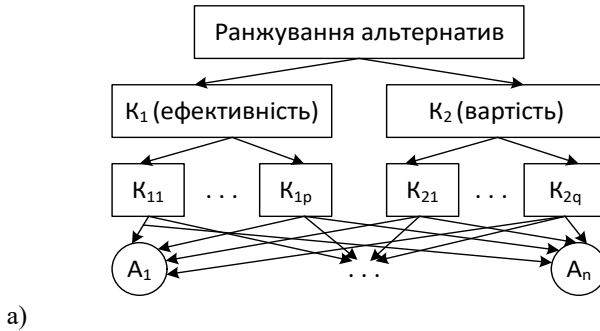 Ранжування альтернатив
К₁ (ефективність) К₂ (вартість)
К₁₁ . . . К₁ₚ К₂₁ . . . К₂q
А₁ . . . Аₙ
а)